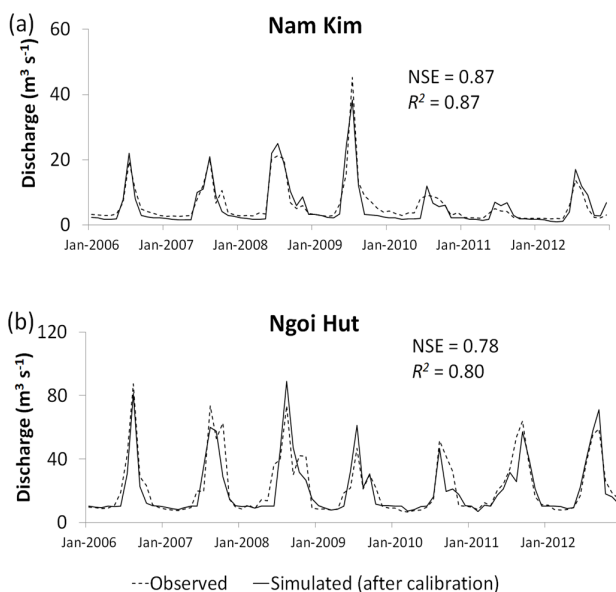 (a)
Nam Kim
Discharge (m³ s⁻¹)
60
40
20
0
NSE = 0.87
R² = 0.87
Jan-2006 Jan-2007 Jan-2008 Jan-2009 Jan-2010 Jan-2011 Jan-2012
(b)
Ngoi Hut
Discharge (m³ s⁻¹)
120
80
40
0
NSE = 0.78
R² = 0.80
Jan-2006 Jan-2007 Jan-2008 Jan-2009 Jan-2010 Jan-2011 Jan-2012
Observed Simulated (after calibration)